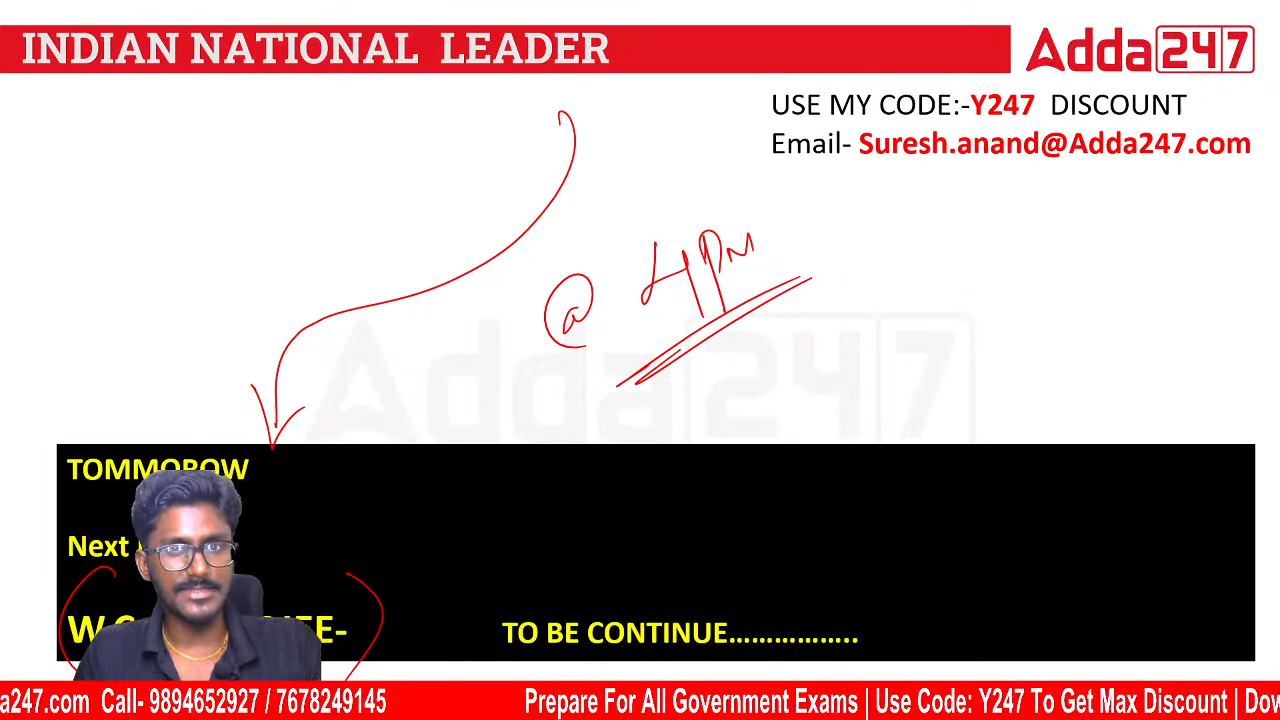 INDIAN NATIONAL LEADER
Adda247
USE MY CODE:-Y247 DISCOUNT
Email- Suresh.anand@Adda247.com
@ 4PM
Adda247
TOMMOROW
Next
W.C
TO BE CONTINUE……………..
a247.com Call- 9894652927 / 7678249145 Prepare For All Government Exams | Use Code: Y247 To Get Max Discount |